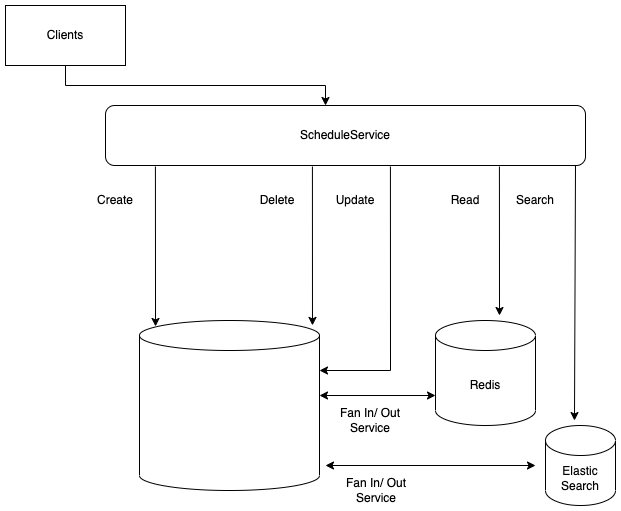 Clients
ScheduleService
Create
Delete
Update
Read
Search
Redis
Fan In/ Out
Service
Elastic
Search
Fan In/ Out
Service